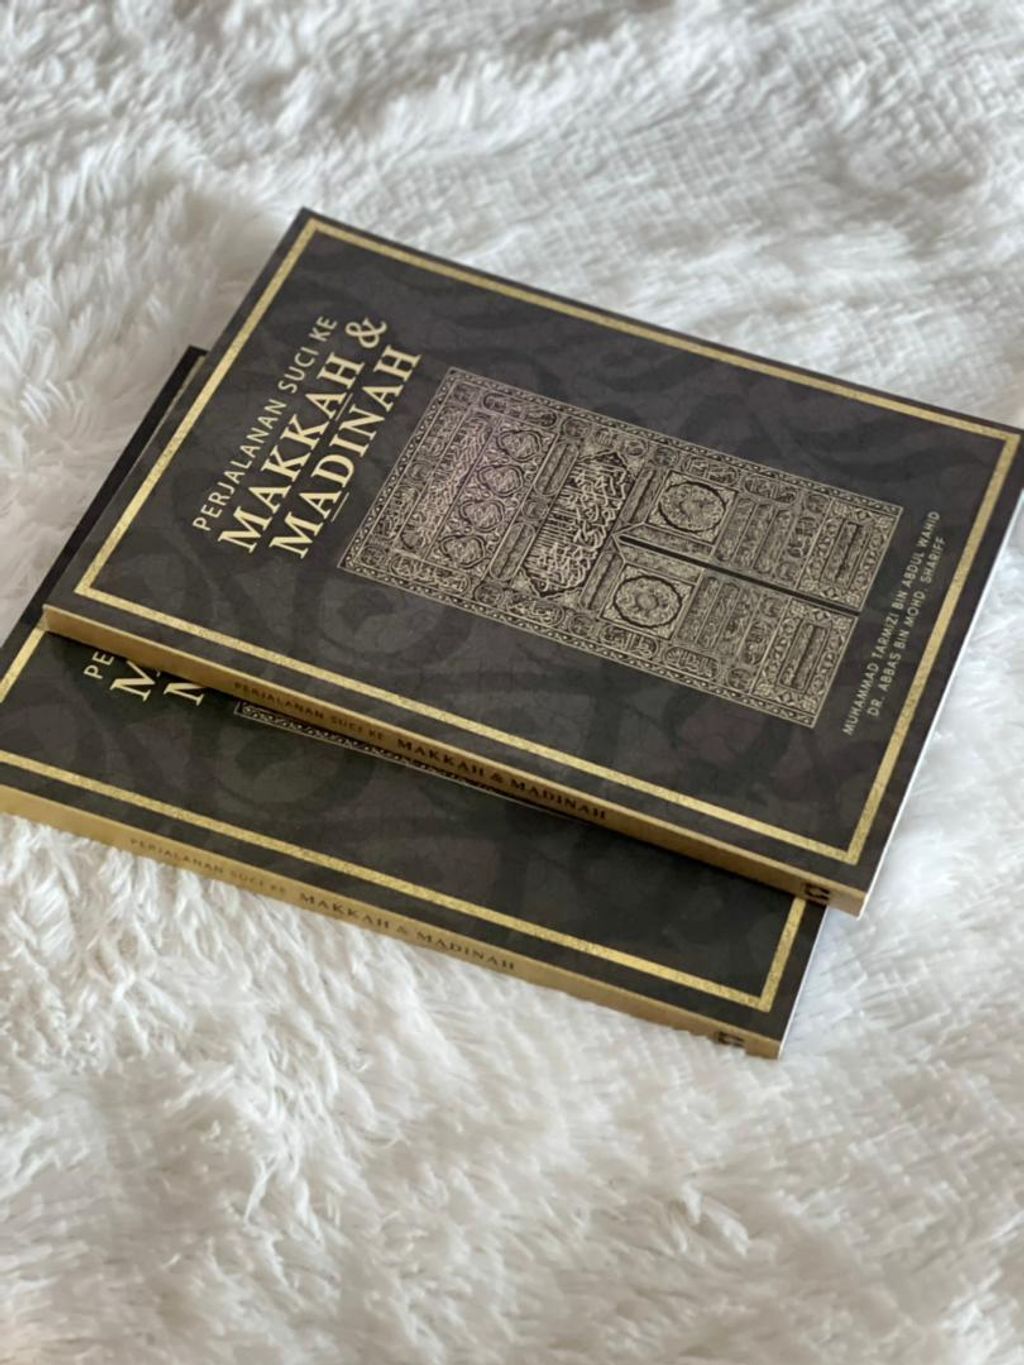 PERJALANAN SUCI KE
MAKKAH &
MADINAH
MUHAMMAD TARMIZI BIN ABDUL WAHID
DR. ABBAS BIN MOHD. SHARIFF
PERJALANAN SUCI KE MAKKAH & MADINAH
PE
M
M
PERJALANAN SUCI KE MAKKAH & MADINAH